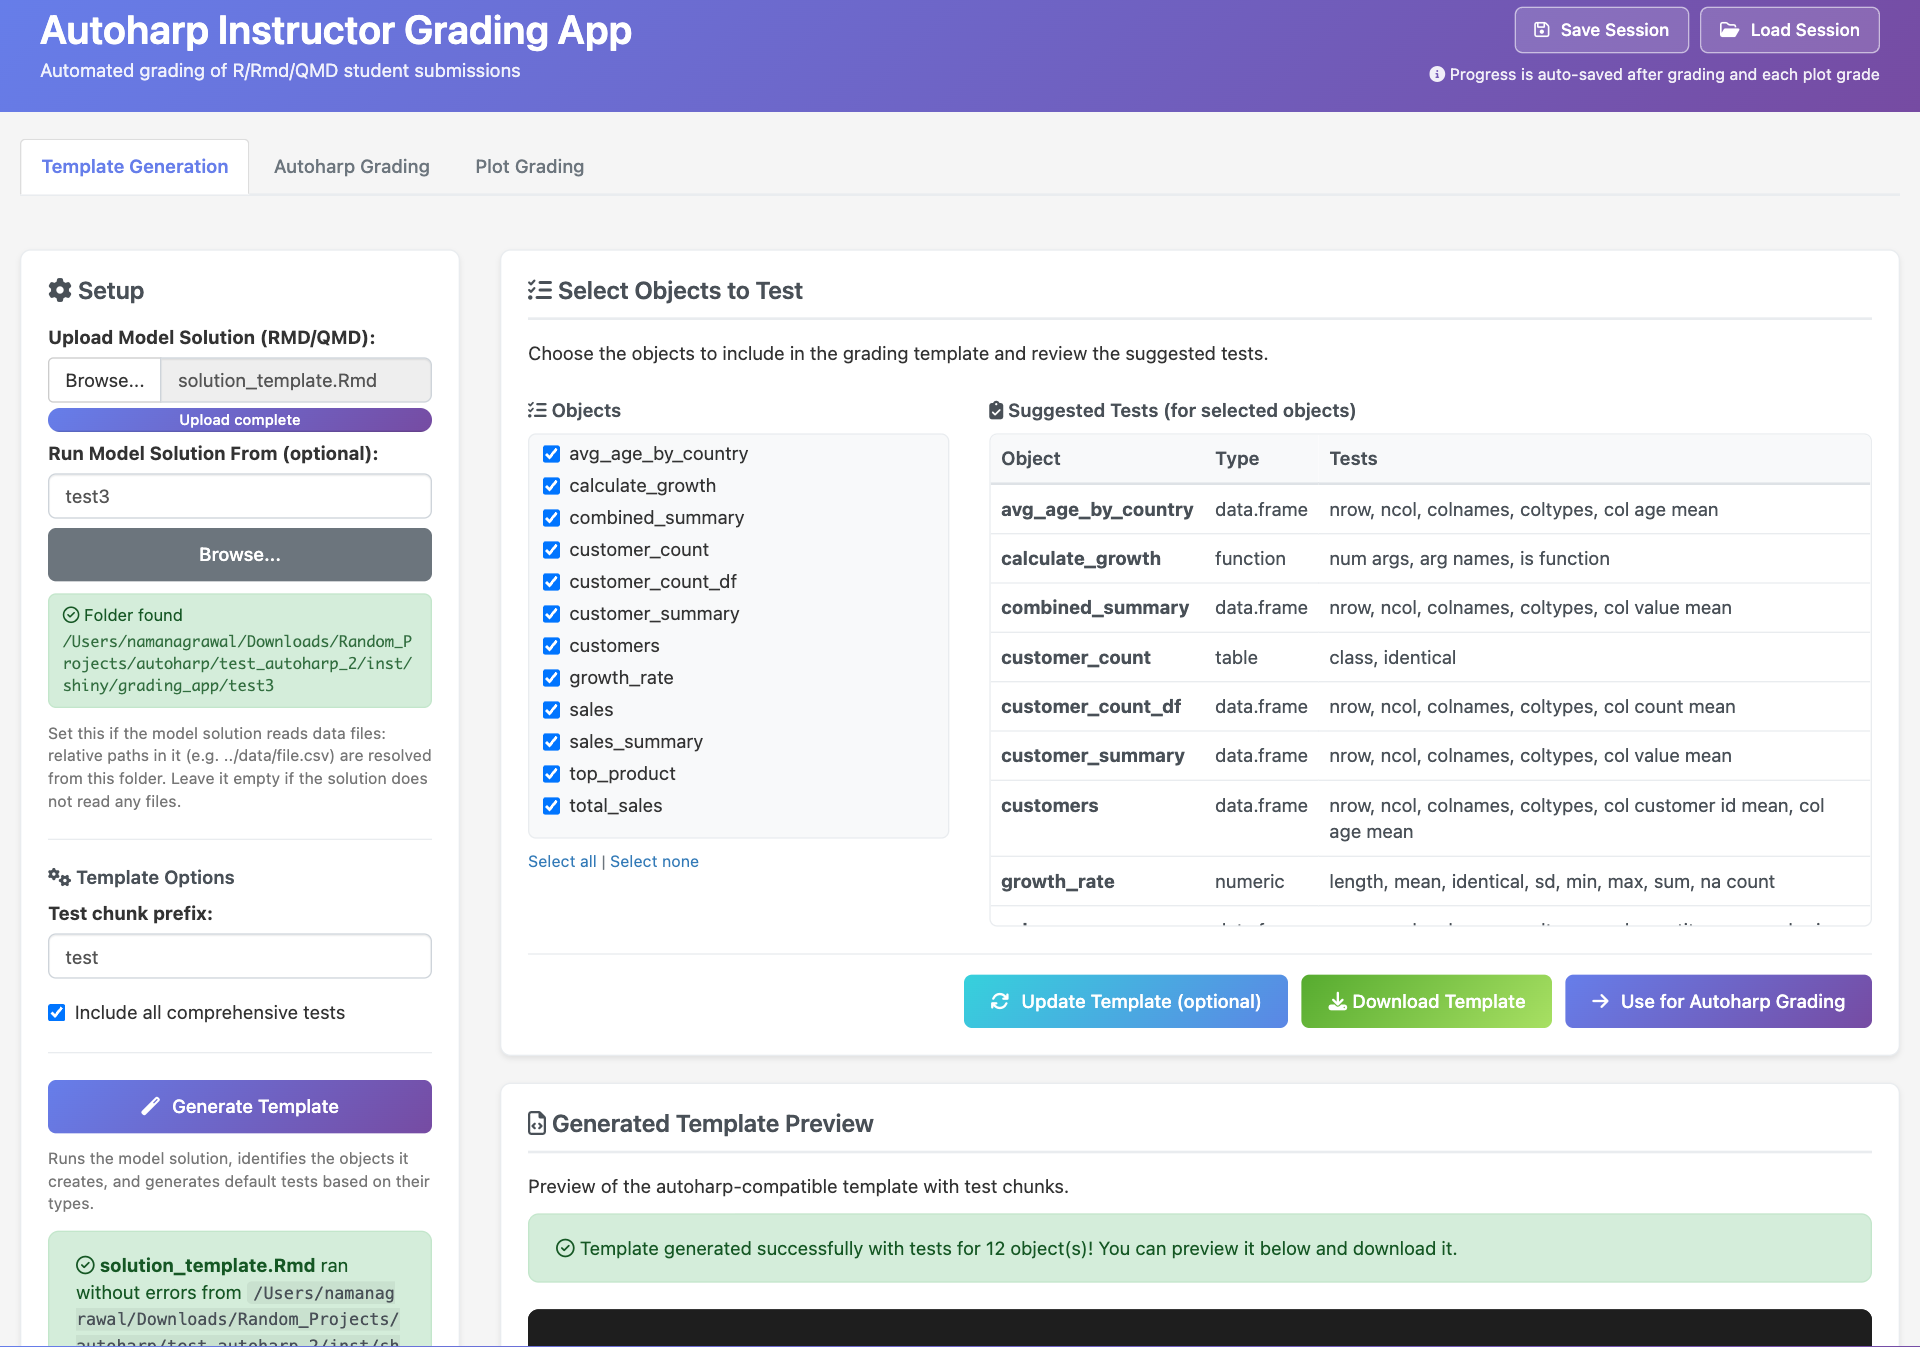 Autoharp Instructor Grading App
Automated grading of R/Rmd/QMD student submissions
Save Session
Load Session
Progress is auto-saved after grading and each plot grade
Template Generation
Autoharp Grading
Plot Grading
Setup
Upload Model Solution (RMD/QMD):
Browse...
solution_template.Rmd
Upload complete
Run Model Solution From (optional):
test3
Browse...
Folder found
/Users/namanagrawal/Downloads/Random_P
rojects/autoharp/test_autoharp_2/inst/
shiny/grading_app/test3
Set this if the model solution reads data files:
relative paths in it (e.g. ../data/file.csv) are resolved
from this folder. Leave it empty if the solution does
not read any files.
Template Options
Test chunk prefix:
test
Include all comprehensive tests
Generate Template
Runs the model solution, identifies the objects it
creates, and generates default tests based on their
types.
solution_template.Rmd ran
without errors from /Users/namanag
rawal/Downloads/Random_Projects/
autoharp/test_autoharp_2/inst/sh
Select Objects to Test
Choose the objects to include in the grading template and review the suggested tests.
Objects
avg_age_by_country
calculate_growth
combined_summary
customer_count
customer_count_df
customer_summary
customers
growth_rate
sales
sales_summary
top_product
total_sales
Select all | Select none
Suggested Tests (for selected objects)
Object Type Tests
avg_age_by_country data.frame nrow, ncol, colnames, coltypes, col age mean
calculate_growth function num args, arg names, is function
combined_summary data.frame nrow, ncol, colnames, coltypes, col value mean
customer_count table class, identical
customer_count_df data.frame nrow, ncol, colnames, coltypes, col count mean
customer_summary data.frame nrow, ncol, colnames, coltypes, col value mean
customers data.frame nrow, ncol, colnames, coltypes, col customer id mean, col
age mean
growth_rate numeric length, mean, identical, sd, min, max, sum, na count
Update Template (optional)
Download Template
Use for Autoharp Grading
Generated Template Preview
Preview of the autoharp-compatible template with test chunks.
Template generated successfully with tests for 12 object(s)! You can preview it below and download it.